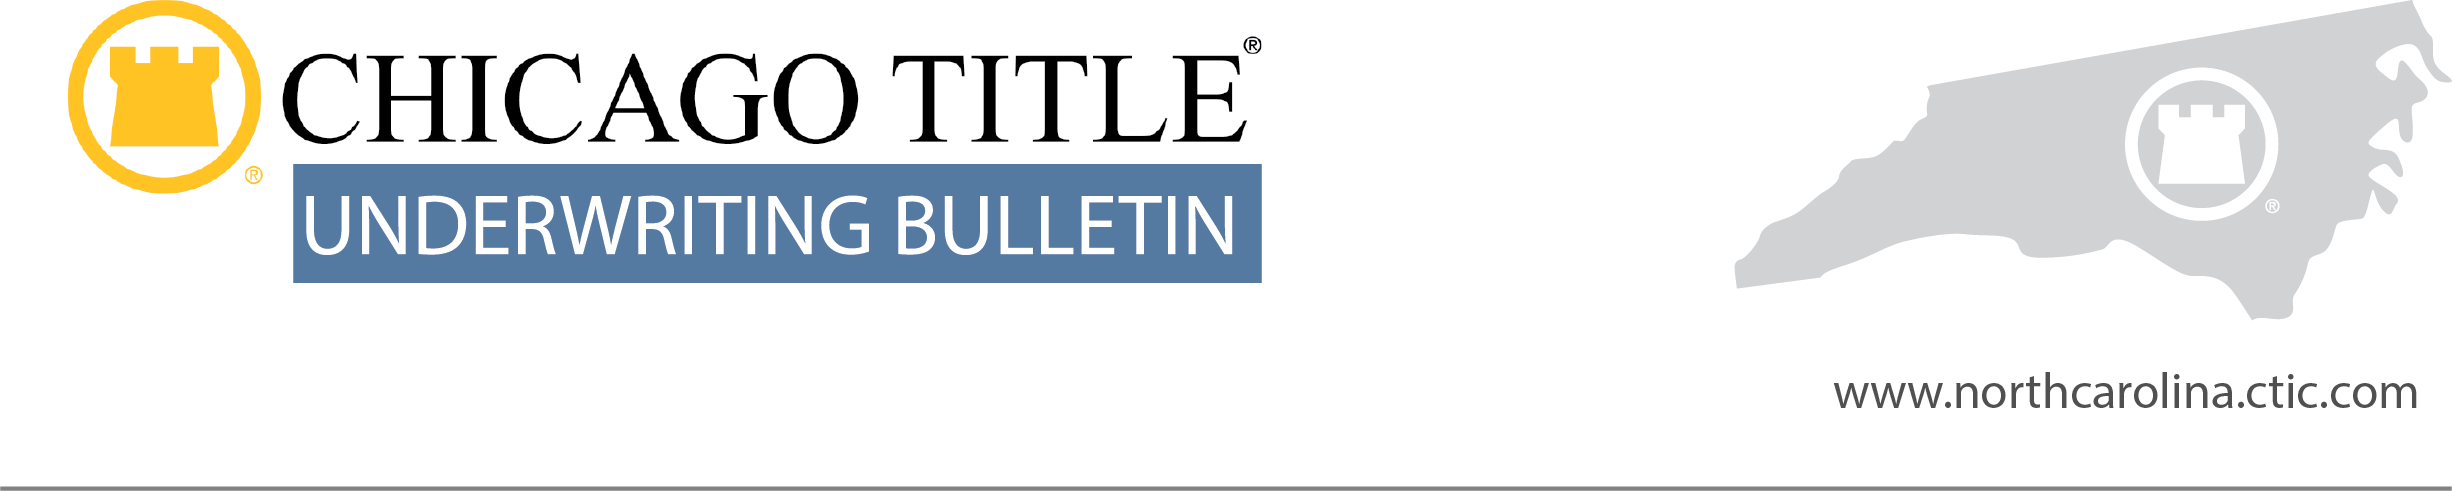 CHICAGO TITLE®
®
UNDERWRITING BULLETIN
®
www.northcarolina.ctic.com